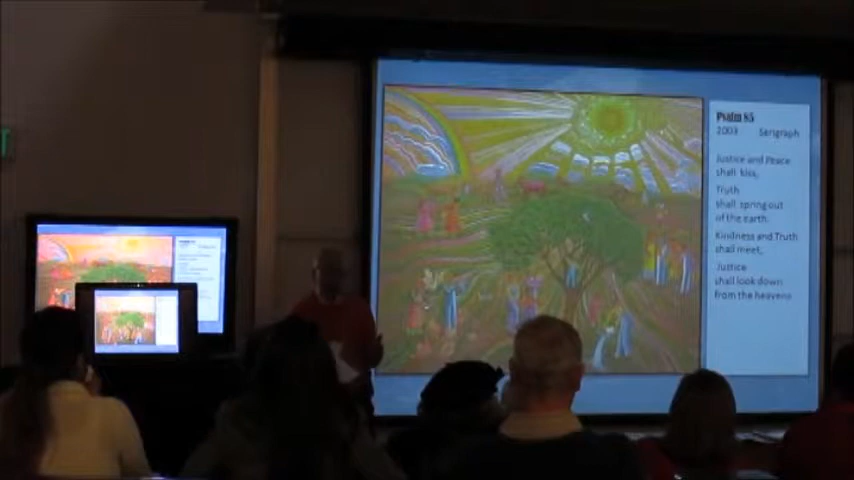 Psalm 85
2003 Serigraph
Justice and Peace
shall kiss,
Truth
shall spring out
of the earth.
Kindness and Truth
shall meet,
Justice
shall look down
from the heavens